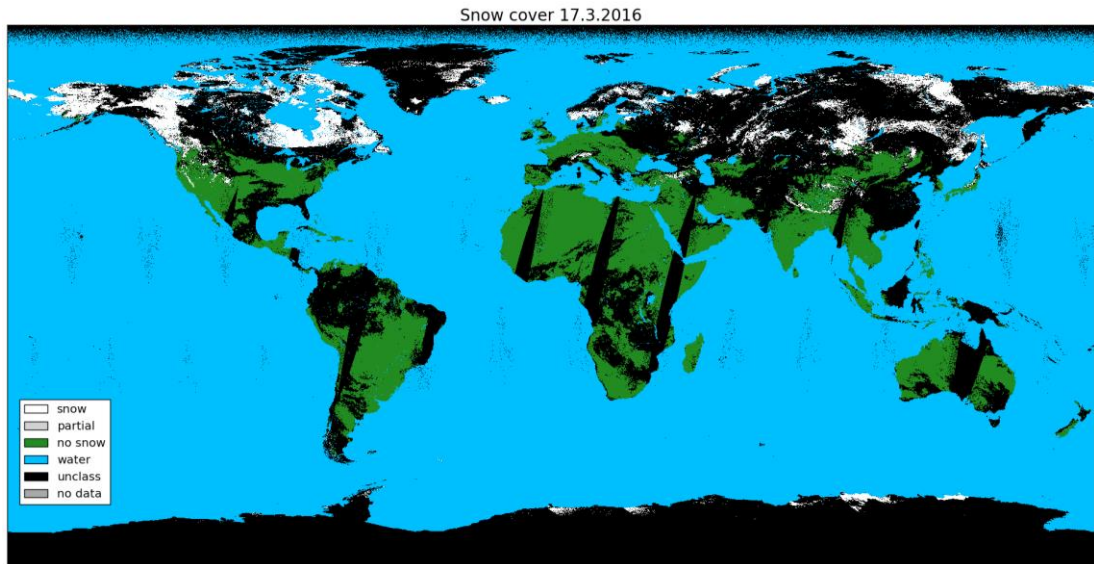 Snow cover 17.3.2016
snow
partial
no snow
water
unclass
no data